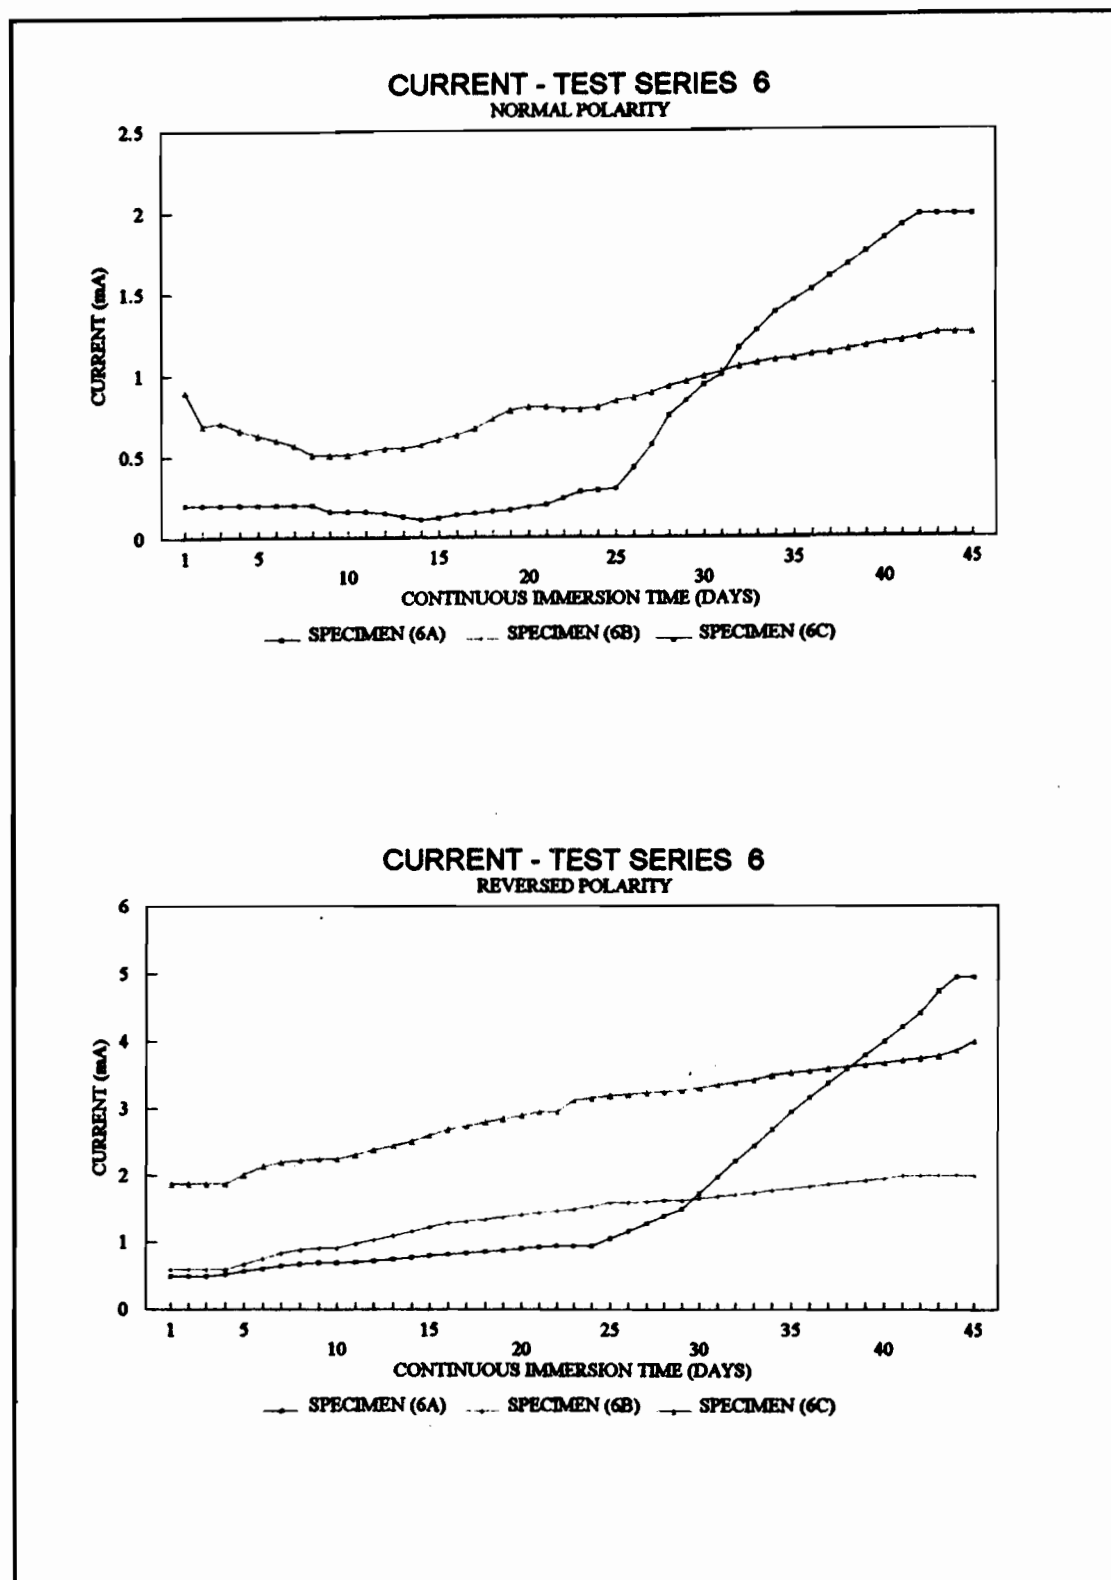 CURRENT - TEST SERIES 6
NORMAL POLARITY
2.5
2
1.5
1
0.5
0
CURRENT (mA)
1 5 15 25 35 45
10 20 30 40
CONTINUOUS IMMERSION TIME (DAYS)
SPECIMEN (6A) SPECIMEN (6B) SPECIMEN (6C)
CURRENT - TEST SERIES 6
REVERSED POLARITY
6
5
4
3
2
1
0
CURRENT (mA)
1 5 15 25 35 45
10 20 30 40
CONTINUOUS IMMERSION TIME (DAYS)
SPECIMEN (6A) SPECIMEN (6B) SPECIMEN (6C)